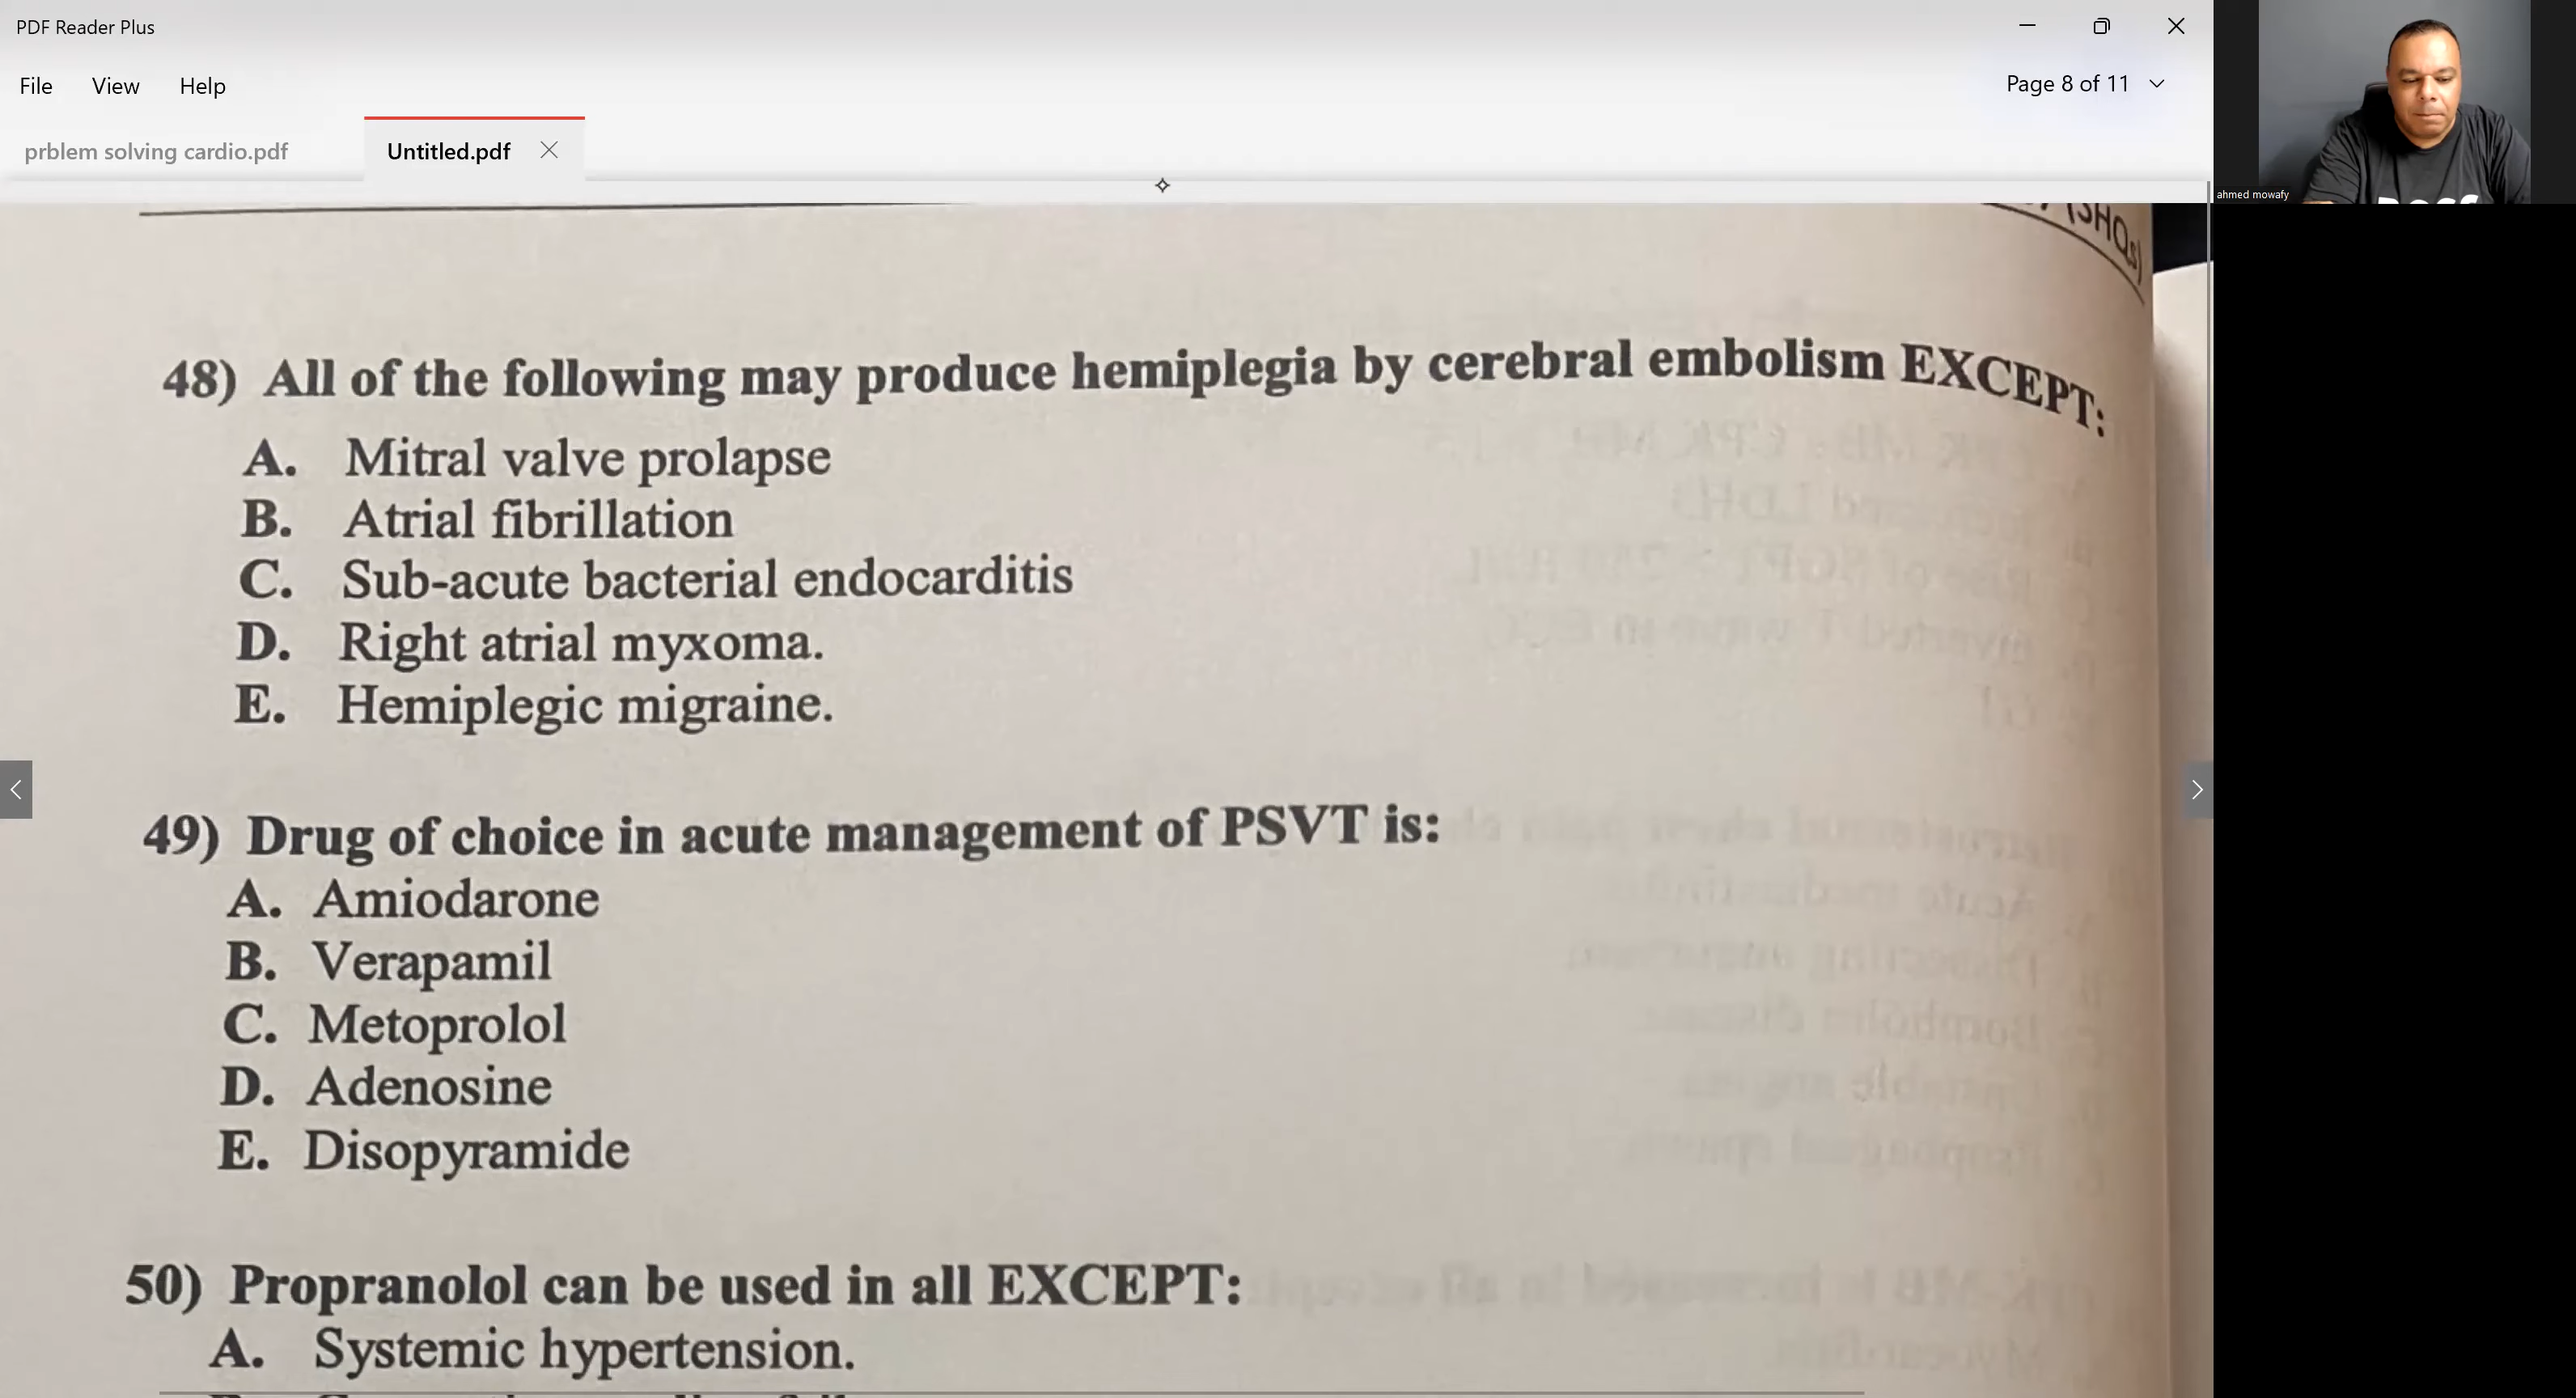 PDF Reader Plus
File View Help
Page 8 of 11
prblem solving cardio.pdf
Untitled.pdf
ahmed mowafy
(SHQs)
48) All of the following may produce hemiplegia by cerebral embolism EXCEPT:
A. Mitral valve prolapse
B. Atrial fibrillation
C. Sub-acute bacterial endocarditis
D. Right atrial myxoma.
E. Hemiplegic migraine.
49) Drug of choice in acute management of PSVT is:
A. Amiodarone
B. Verapamil
C. Metoprolol
D. Adenosine
E. Disopyramide
50) Propranolol can be used in all EXCEPT:
A. Systemic hypertension.